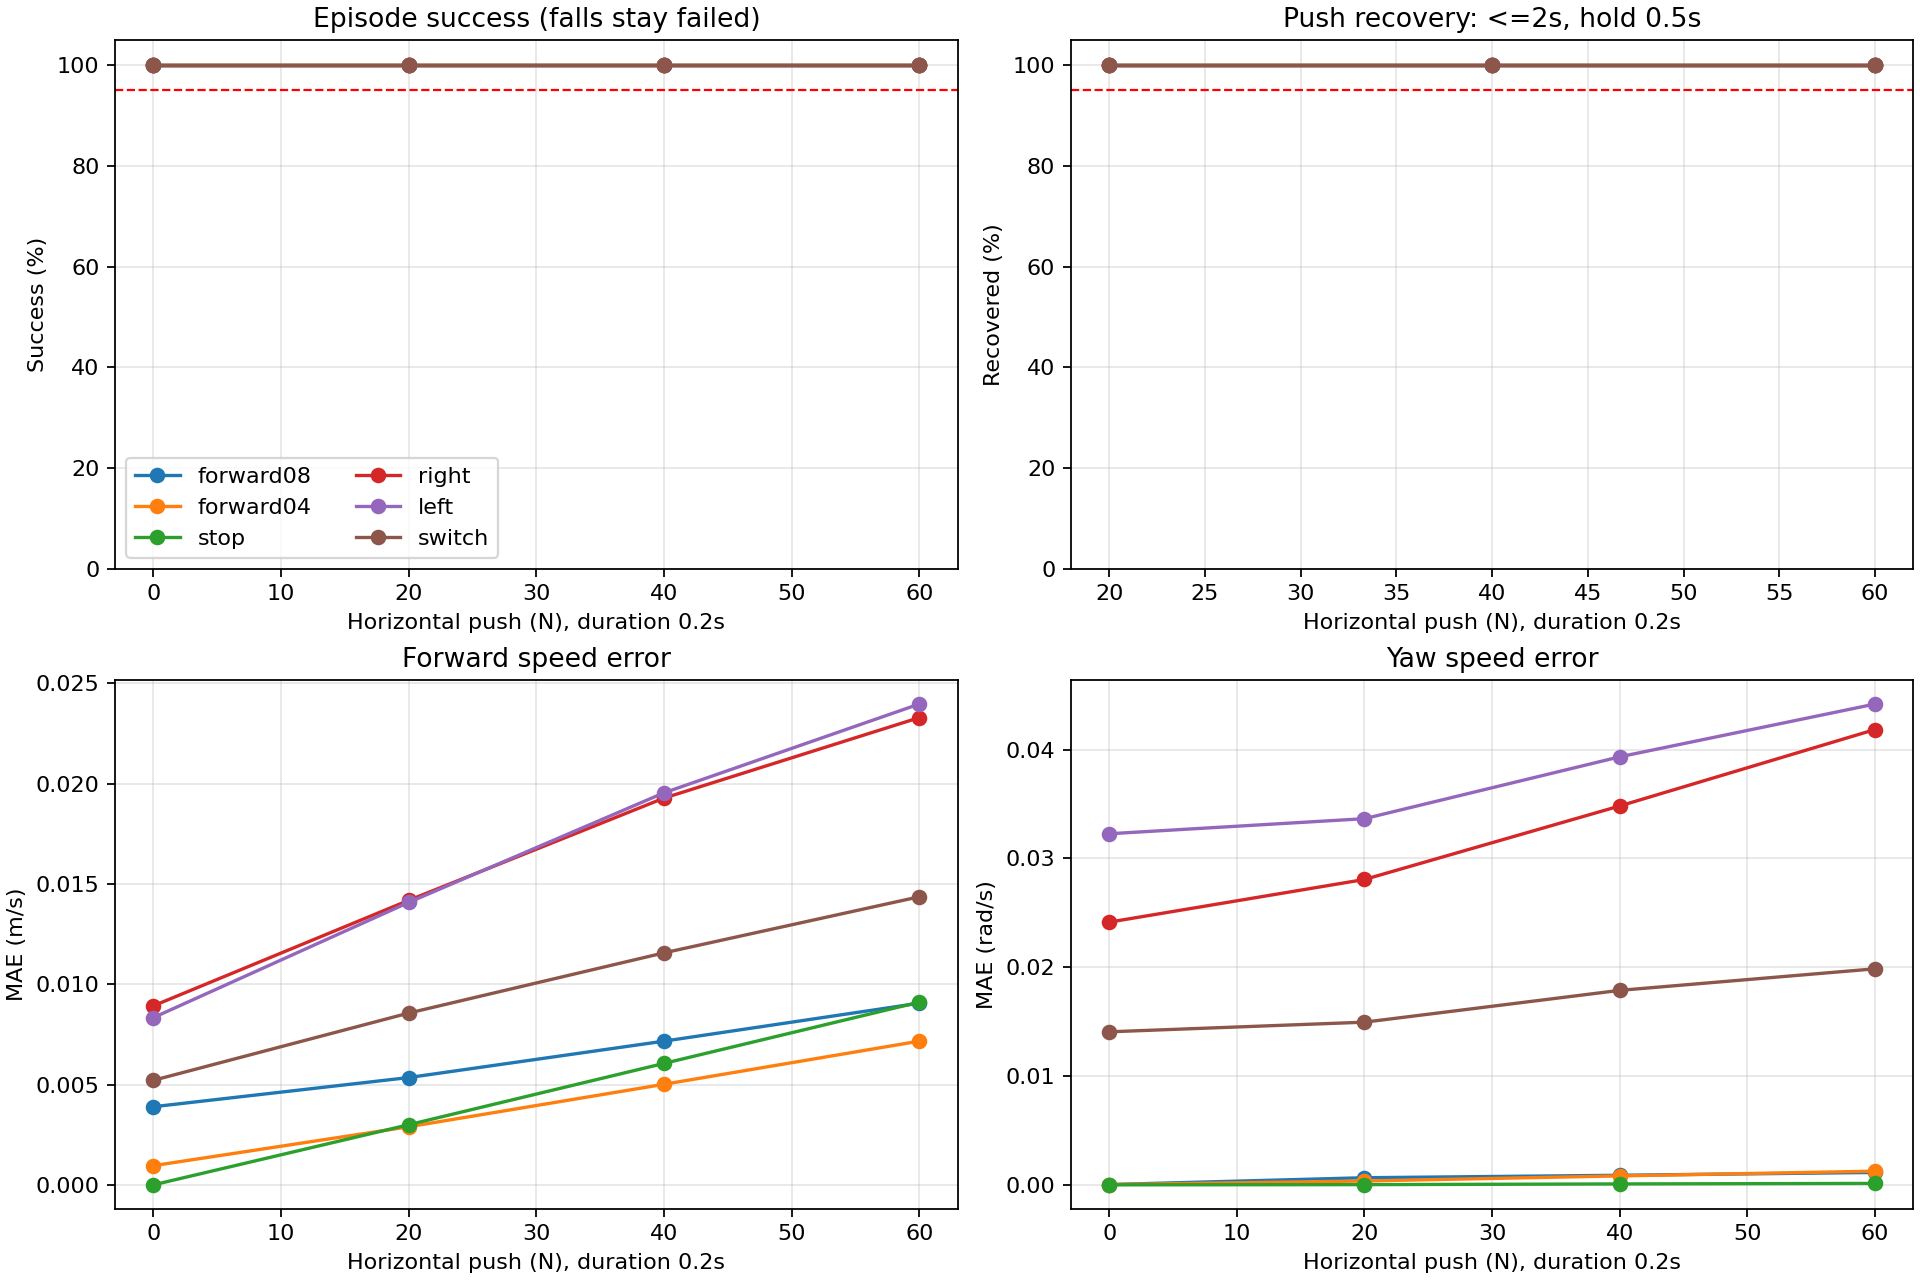 Episode success (falls stay failed)
Success (%)
100
80
60
40
20
0
forward08
forward04
stop
right
left
switch
0 10 20 30 40 50 60
Horizontal push (N), duration 0.2s
Push recovery: <=2s, hold 0.5s
Recovered (%)
100
80
60
40
20
0
20 25 30 35 40 45 50 55 60
Horizontal push (N), duration 0.2s
Forward speed error
MAE (m/s)
0.025
0.020
0.015
0.010
0.005
0.000
0 10 20 30 40 50 60
Horizontal push (N), duration 0.2s
Yaw speed error
MAE (rad/s)
0.04
0.03
0.02
0.01
0.00
0 10 20 30 40 50 60
Horizontal push (N), duration 0.2s